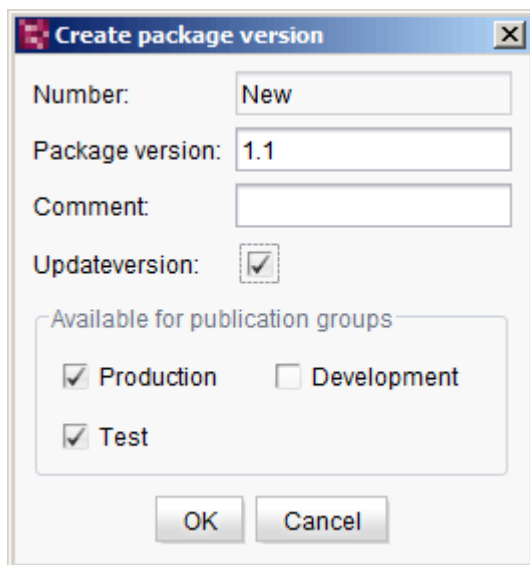 Create package version
Number: New
Package version: 1.1
Comment:
Updateversion:
Available for publication groups
Production Development
Test
OK Cancel